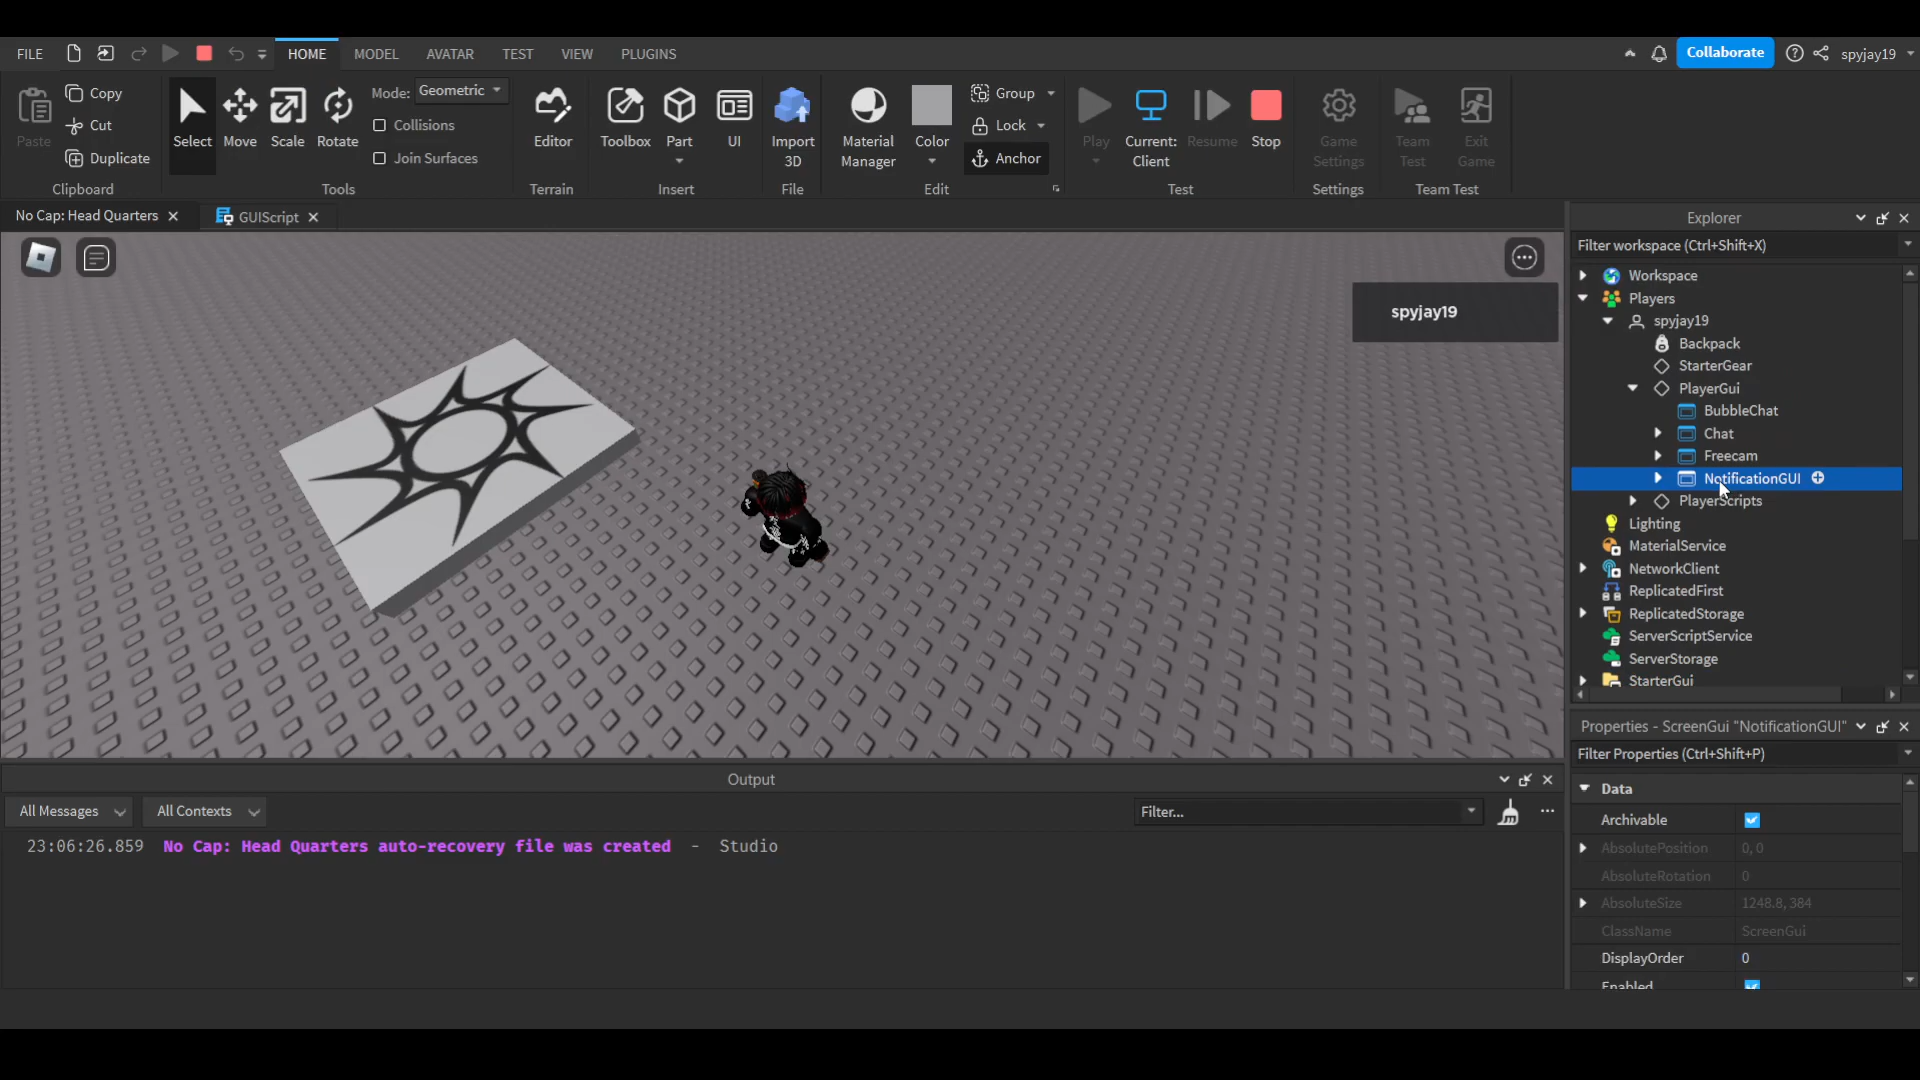 FILE HOME MODEL AVATAR TEST VIEW PLUGINS Collaborate spyjay19
Paste Copy Cut Duplicate
Clipboard
Select Move Scale Rotate
Mode: Geometric
Collisions
Join Surfaces
Tools
Editor
Terrain
Toolbox Part UI
Insert
Import 3D
File
Material Manager Color
Group
Lock
Anchor
Edit
Play Current: Client Resume Stop
Test
Game Settings
Settings
Team Test Exit Game
Team Test
No Cap: Head Quarters GUIScript
spyjay19
Explorer
Filter workspace (Ctrl+Shift+X)
Workspace
Players
spyjay19
Backpack
StarterGear
PlayerGui
BubbleChat
Chat
Freecam
NotificationGUI
PlayerScripts
Lighting
MaterialService
NetworkClient
ReplicatedFirst
ReplicatedStorage
ServerScriptService
ServerStorage
StarterGui
Properties - ScreenGui "NotificationGUI"
Filter Properties (Ctrl+Shift+P)
Data
Archivable
AbsolutePosition 0, 0
AbsoluteRotation 0
AbsoluteSize 1248.8, 384
ClassName ScreenGui
DisplayOrder 0
Enabled
Output
All Messages All Contexts Filter...
23:06:26.859 No Cap: Head Quarters auto-recovery file was created - Studio